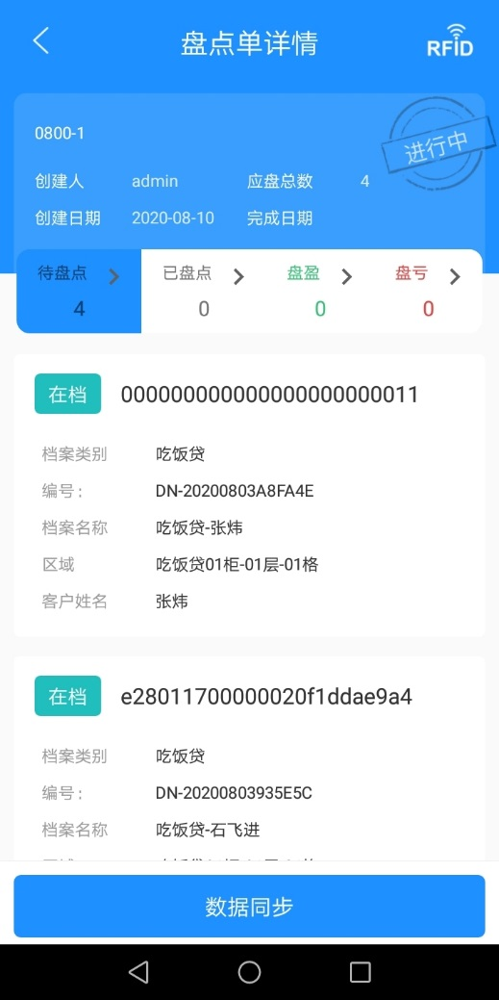 盘点单详情
RFID
0800-1
进行中
创建人 admin 应盘总数 4
创建日期 2020-08-10 完成日期
待盘点 已盘点 盘盈 盘亏
4 0 0 0
在档 000000000000000000000011
档案类别 吃饭贷
编号: DN-20200803A8FA4E
档案名称 吃饭贷-张炜
区域 吃饭贷01柜-01层-01格
客户姓名 张炜
在档 e28011700000020f1ddae9a4
档案类别 吃饭贷
编号: DN-20200803935E5C
档案名称 吃饭贷-石飞进
数据同步